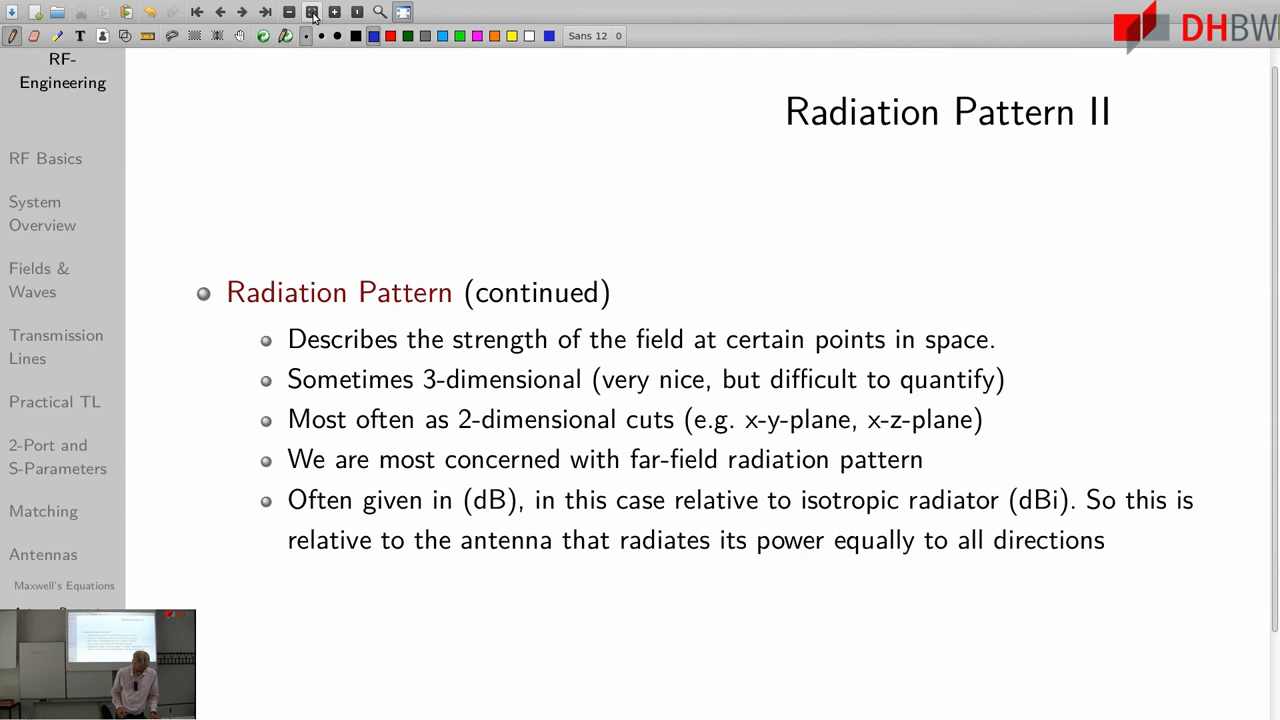 Sans 12 0
DHBW
RF-
Engineering
Radiation Pattern II
RF Basics
System
Overview
Fields &
Waves
Transmission
Lines
Practical TL
2-Port and
S-Parameters
Matching
Antennas
Maxwell's Equations
Radiation Pattern (continued)
Describes the strength of the field at certain points in space.
Sometimes 3-dimensional (very nice, but difficult to quantify)
Most often as 2-dimensional cuts (e.g. x-y-plane, x-z-plane)
We are most concerned with far-field radiation pattern
Often given in (dB), in this case relative to isotropic radiator (dBi). So this is
relative to the antenna that radiates its power equally to all directions